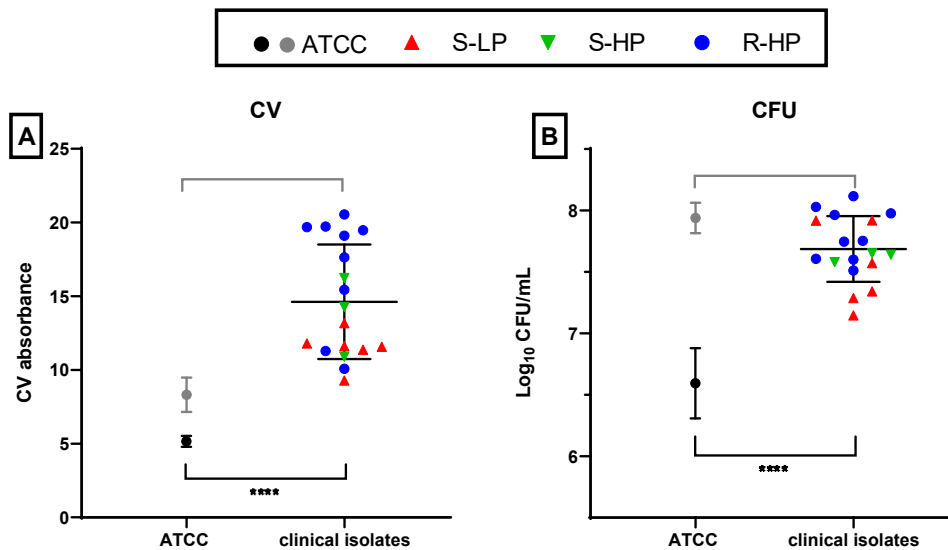 ATCC S-LP S-HP R-HP
A
CV
25
20
15
10
5
0
CV absorbance
****
ATCC clinical isolates
B
CFU
8
7
6
Log10 CFU/mL
****
ATCC clinical isolates